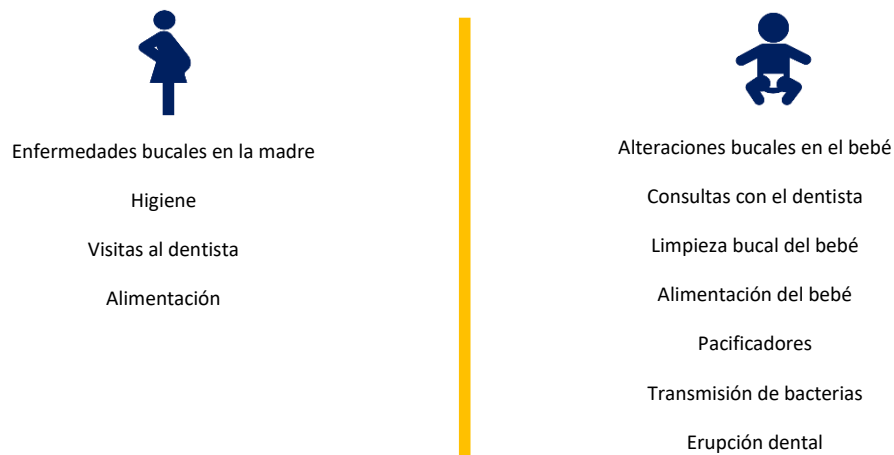 Enfermedades bucales en la madre
Higiene
Visitas al dentista
Alimentación
Alteraciones bucales en el bebé
Consultas con el dentista
Limpieza bucal del bebé
Alimentación del bebé
Pacificadores
Transmisión de bacterias
Erupción dental